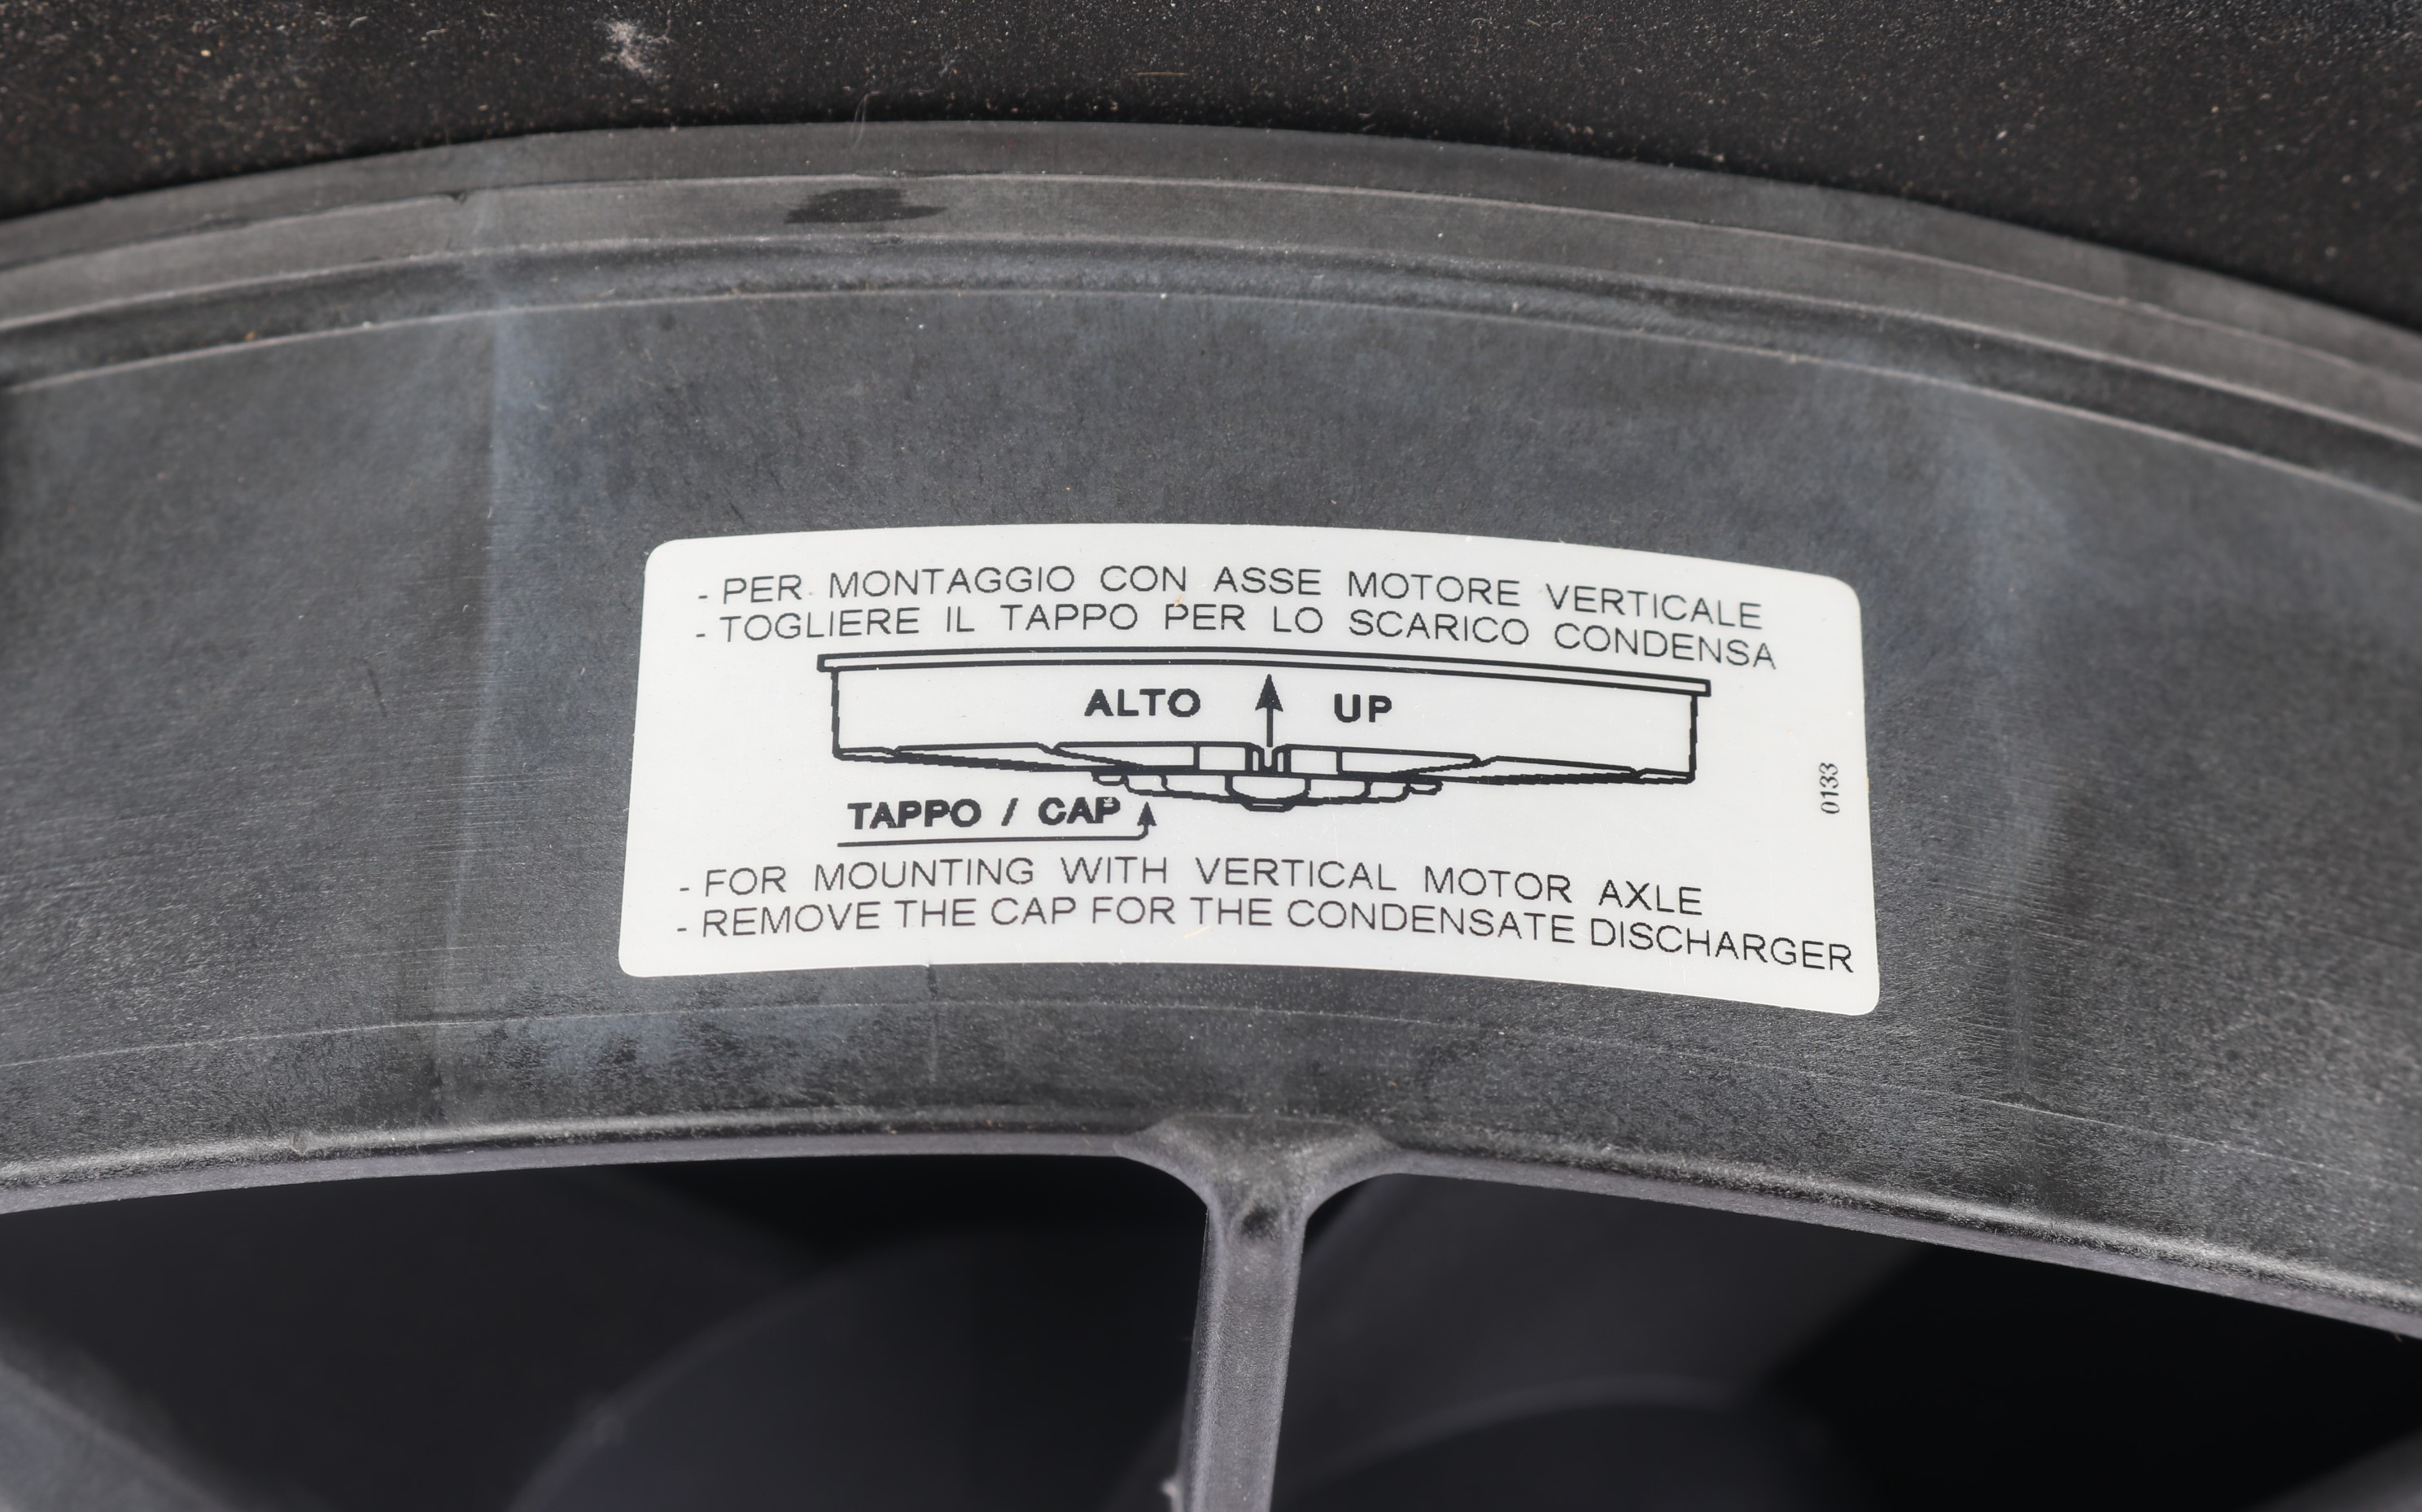 - PER MONTAGGIO CON ASSE MOTORE VERTICALE
- TOGLIERE IL TAPPO PER LO SCARICO CONDENSA
ALTO UP
0133
TAPPO / CAP
- FOR MOUNTING WITH VERTICAL MOTOR AXLE
- REMOVE THE CAP FOR THE CONDENSATE DISCHARGER